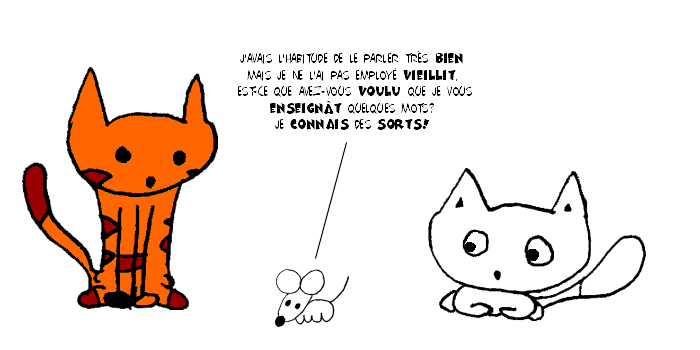 J'AVAIS L'HABITUDE DE LE PARLER TRÈS BIEN
MAIS JE NE L'AI PAS EMPLOYÉ VIEILLIT.
EST-CE QUE AVEZ-VOUS VOULU QUE JE VOUS
ENSEIGNÂT QUELQUES MOTS?
JE CONNAIS DES SORTS!